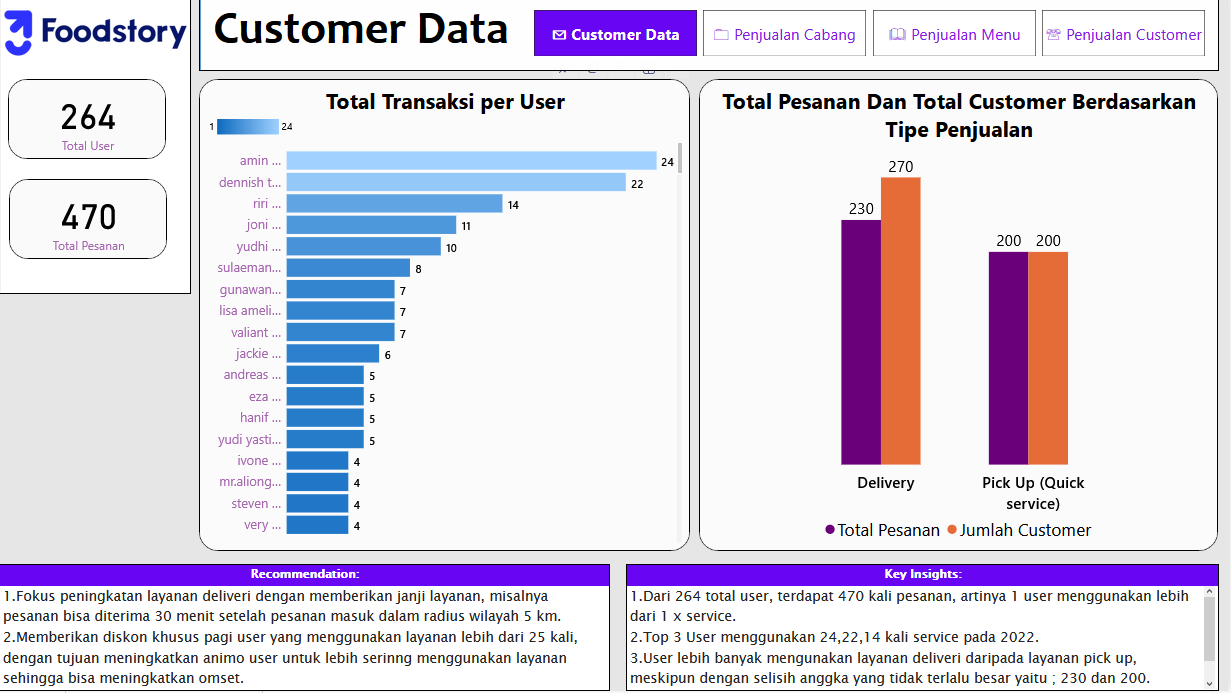 Foodstory
Customer Data
Customer Data
Penjualan Cabang
Penjualan Menu
Penjualan Customer
264
Total User
470
Total Pesanan
Total Transaksi per User
1 24
amin ... 24
dennish t... 22
riri ... 14
joni ... 11
yudhi ... 10
sulaeman... 8
gunawan... 7
lisa ameli... 7
valiant ... 7
jackie ... 6
andreas ... 5
eza ... 5
hanif ... 5
yudi yasti... 5
ivone ... 4
mr.aliong... 4
steven ... 4
very ... 4
Total Pesanan Dan Total Customer Berdasarkan
Tipe Penjualan
230 270
200 200
Delivery
Pick Up (Quick
service)
Total Pesanan Jumlah Customer
Recommendation:
1.Fokus peningkatan layanan deliveri dengan memberikan janji layanan, misalnya
pesanan bisa diterima 30 menit setelah pesanan masuk dalam radius wilayah 5 km.
2.Memberikan diskon khusus pagi user yang menggunakan layanan lebih dari 25 kali,
dengan tujuan meningkatkan animo user untuk lebih serinng menggunakan layanan
sehingga bisa meningkatkan omset.
Key Insights:
1.Dari 264 total user, terdapat 470 kali pesanan, artinya 1 user menggunakan lebih
dari 1 x service.
2.Top 3 User menggunakan 24,22,14 kali service pada 2022.
3.User lebih banyak mengunakan layanan deliveri daripada layanan pick up,
meskipun dengan selisih anggka yang tidak terlalu besar yaitu ; 230 dan 200.